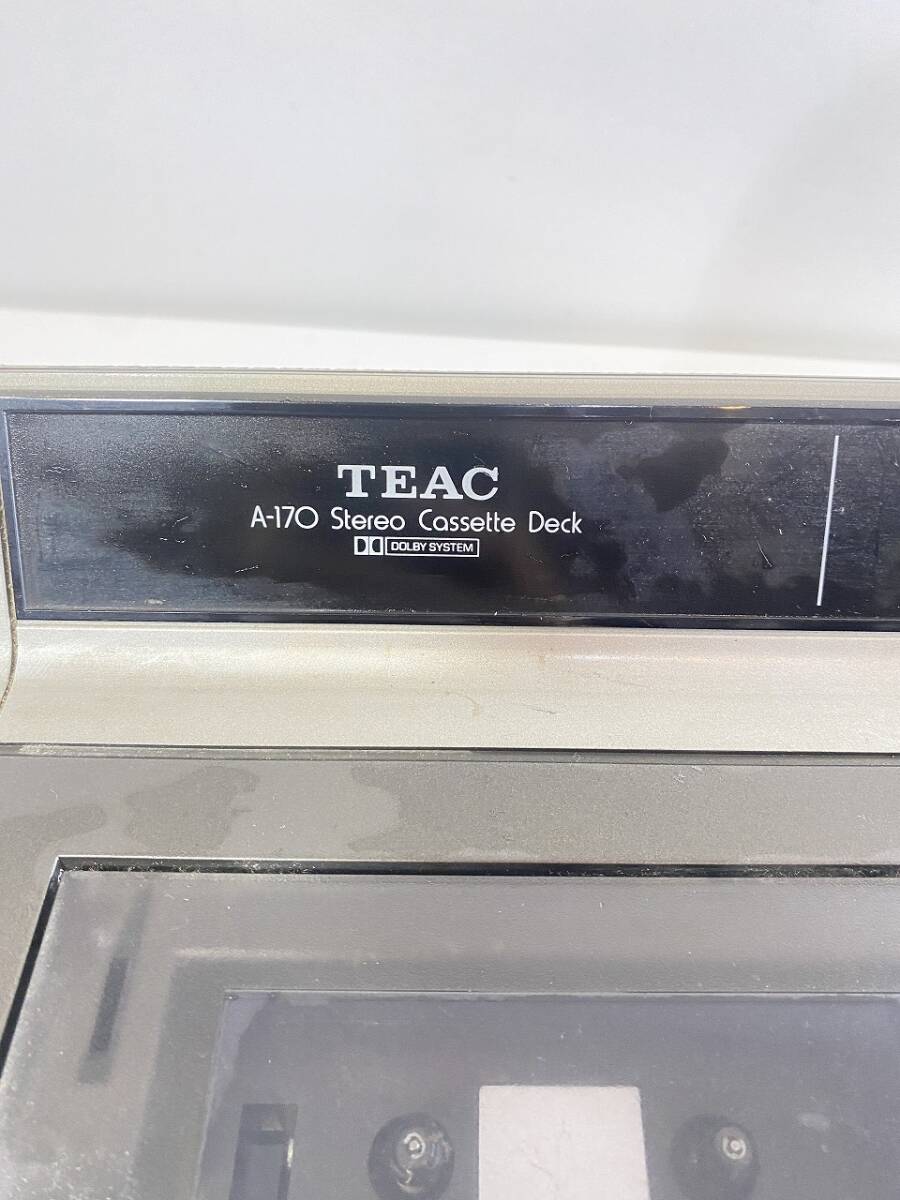 TEAC
A-170 Stereo Cassette Deck
DOLBY SYSTEM